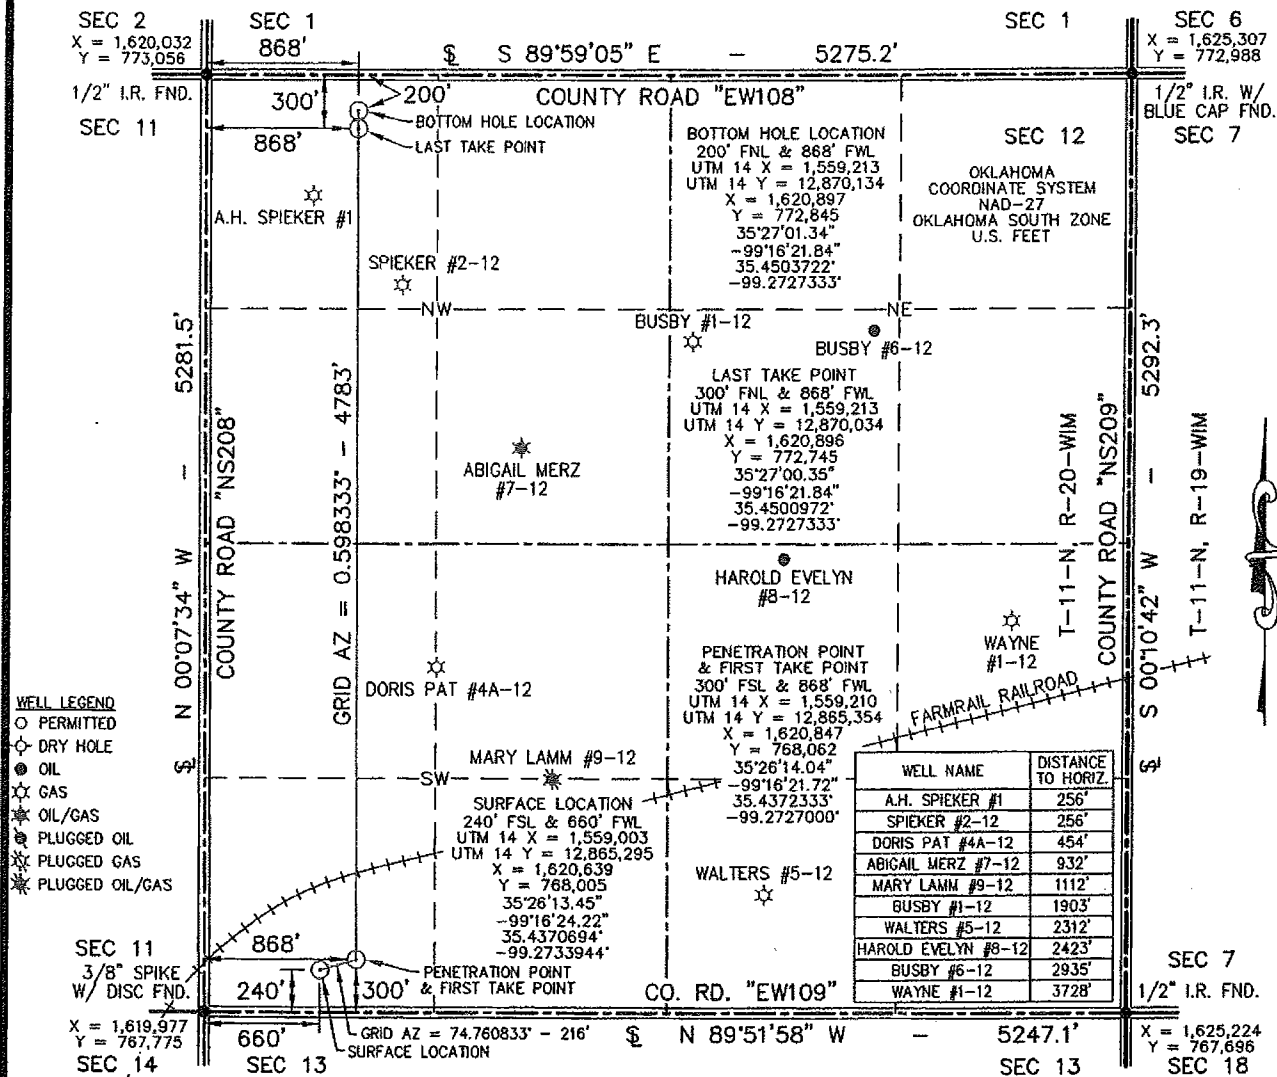 SEC 2
SEC 1
SEC 1
SEC 6
X = 1,620,032
Y = 773,056
868'
℄ S 89°59'05" E - 5275.2'
X = 1,625,307
Y = 772,988
1/2" I.R. FND.
300'
200'
COUNTY ROAD "EW108"
1/2" I.R. W/
BLUE CAP FND.
SEC 11
868'
BOTTOM HOLE LOCATION
LAST TAKE POINT
SEC 12
SEC 7
BOTTOM HOLE LOCATION
200' FNL & 868' FWL
UTM 14 X = 1,559,213
UTM 14 Y = 12,870,134
X = 1,620,897
Y = 772,845
35°27'01.34"
-99°16'21.84"
35.4503722°
-99.2727333°
OKLAHOMA
COORDINATE SYSTEM
NAD-27
OKLAHOMA SOUTH ZONE
U.S. FEET
A.H. SPIEKER #1
SPIEKER #2-12
NW
NE
BUSBY #1-12
BUSBY #6-12
℄ N 00°07'34" W - 5281.5'
COUNTY ROAD "NS208"
GRID AZ = 0.598333° - 4783'
LAST TAKE POINT
300' FNL & 868' FWL
UTM 14 X = 1,559,213
UTM 14 Y = 12,870,034
X = 1,620,896
Y = 772,745
35°27'00.35"
-99°16'21.84"
35.4500972°
-99.2727333°
ABIGAIL MERZ
#7-12
T-11-N, R-20-WIM
COUNTY ROAD "NS209"
℄ S 00°10'42" W - 5292.3'
T-11-N, R-19-WIM
HAROLD EVELYN
#8-12
WAYNE
#1-12
DORIS PAT #4A-12
PENETRATION POINT
& FIRST TAKE POINT
300' FSL & 868' FWL
UTM 14 X = 1,559,210
UTM 14 Y = 12,865,354
X = 1,620,847
Y = 768,062
35°26'14.04"
-99°16'21.72"
35.4372333°
-99.2727000°
FARMRAIL RAILROAD
WELL LEGEND
PERMITTED
DRY HOLE
OIL
GAS
OIL/GAS
PLUGGED OIL
PLUGGED GAS
PLUGGED OIL/GAS
MARY LAMM #9-12
SW
SURFACE LOCATION
240' FSL & 660' FWL
UTM 14 X = 1,559,003
UTM 14 Y = 12,865,295
X = 1,620,639
Y = 768,005
35°26'13.45"
-99°16'24.22"
35.4370694°
-99.2733944°
WALTERS #5-12
WELL NAME DISTANCE TO HORIZ.
A.H. SPIEKER #1 256'
SPIEKER #2-12 256'
DORIS PAT #4A-12 454'
ABIGAIL MERZ #7-12 932'
MARY LAMM #9-12 1112'
BUSBY #1-12 1903'
WALTERS #5-12 2312'
HAROLD EVELYN #8-12 2423'
BUSBY #6-12 2935'
WAYNE #1-12 3728'
SEC 11
3/8" SPIKE
W/ DISC FND.
868'
240'
300'
PENETRATION POINT
& FIRST TAKE POINT
CO. RD. "EW109"
SEC 7
1/2" I.R. FND.
X = 1,619,977
Y = 767,775
660'
GRID AZ = 74.760833° - 216'
SURFACE LOCATION
℄ N 89°51'58" W - 5247.1'
X = 1,625,224
Y = 767,696
SEC 14
SEC 13
SEC 13
SEC 18